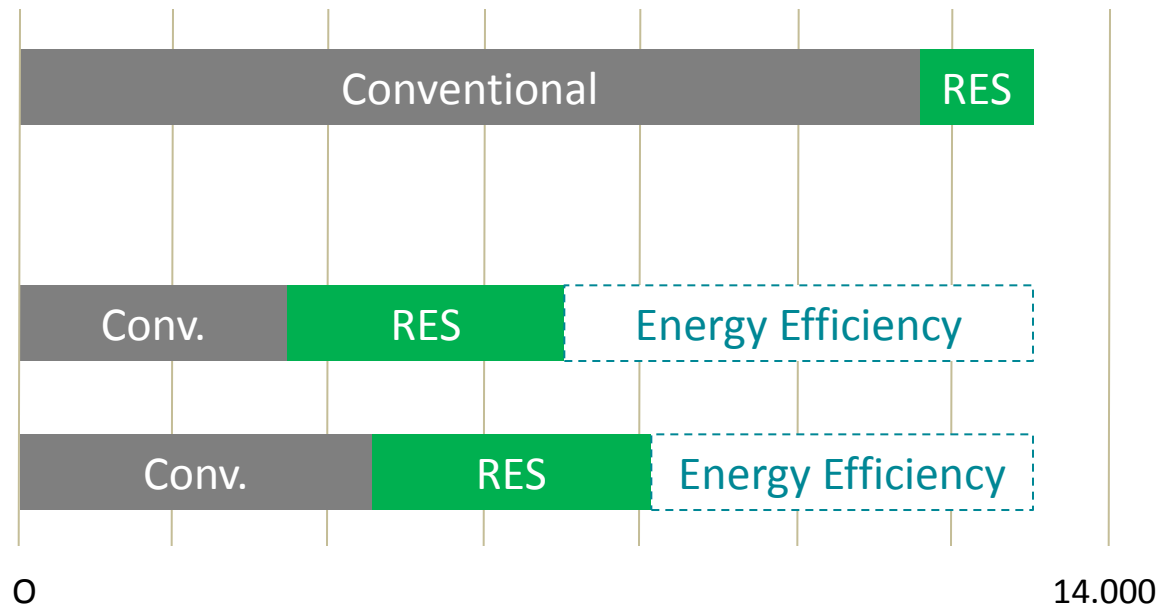 Conventional RES
Conv. RES Energy Efficiency
Conv. RES Energy Efficiency
O 14.000